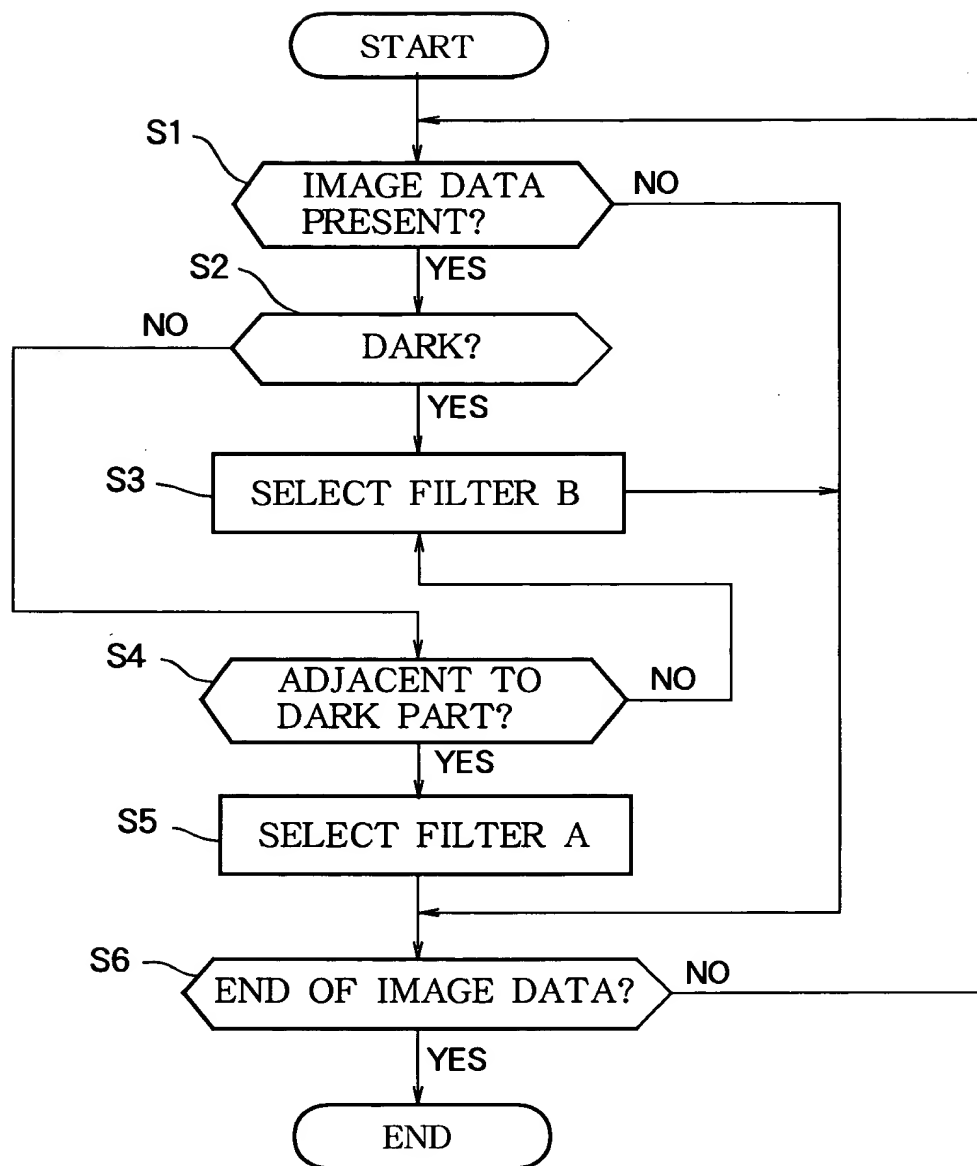 START
S1
IMAGE DATA
PRESENT?
NO
YES
S2
NO
DARK?
YES
S3
SELECT FILTER B
S4
ADJACENT TO
DARK PART?
NO
YES
S5
SELECT FILTER A
S6
END OF IMAGE DATA?
NO
YES
END